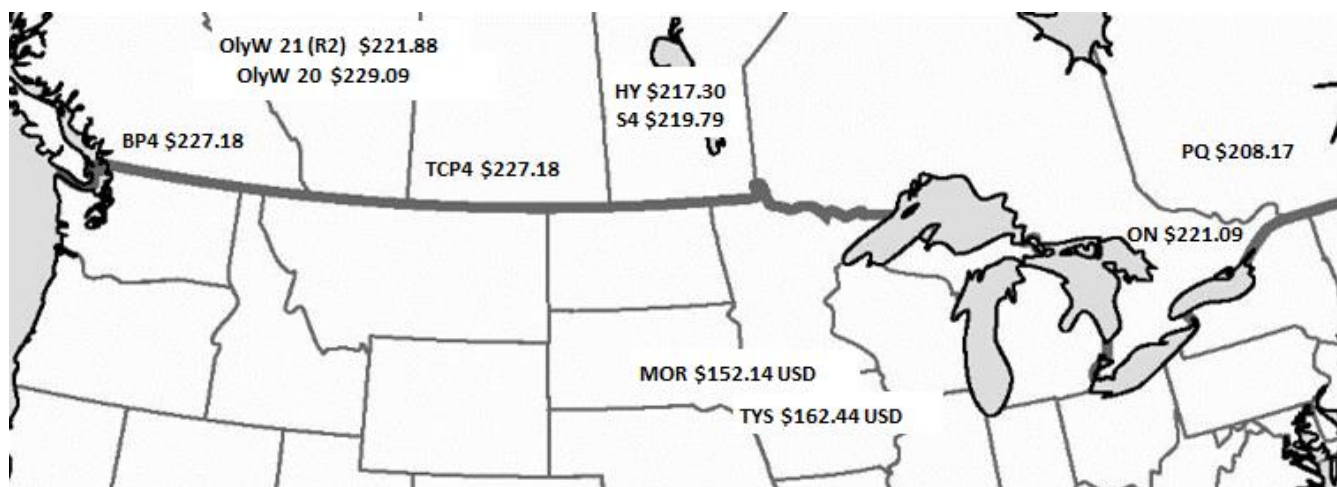 OlyW 21 (R2) $221.88
OlyW 20 $229.09
HY $217.30
S4 $219.79
BP4 $227.18
TCP4 $227.18
PQ $208.17
ON $221.09
MOR $152.14 USD
TYS $162.44 USD